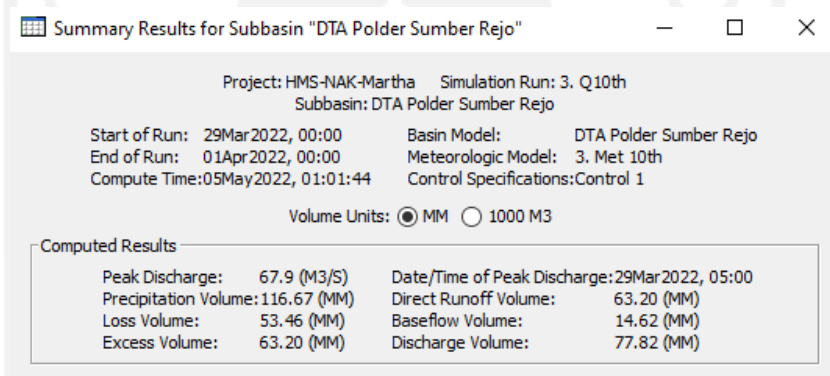 Summary Results for Subbasin "DTA Polder Sumber Rejo"
Project: HMS-NAK-Martha Simulation Run: 3. Q10th
Subbasin: DTA Polder Sumber Rejo
Start of Run: 29Mar2022, 00:00 Basin Model: DTA Polder Sumber Rejo
End of Run: 01Apr2022, 00:00 Meteorologic Model: 3. Met 10th
Compute Time:05May2022, 01:01:44 Control Specifications:Control 1
Volume Units: MM 1000 M3
Computed Results
Peak Discharge: 67.9 (M3/S) Date/Time of Peak Discharge:29Mar2022, 05:00
Precipitation Volume:116.67 (MM) Direct Runoff Volume: 63.20 (MM)
Loss Volume: 53.46 (MM) Baseflow Volume: 14.62 (MM)
Excess Volume: 63.20 (MM) Discharge Volume: 77.82 (MM)